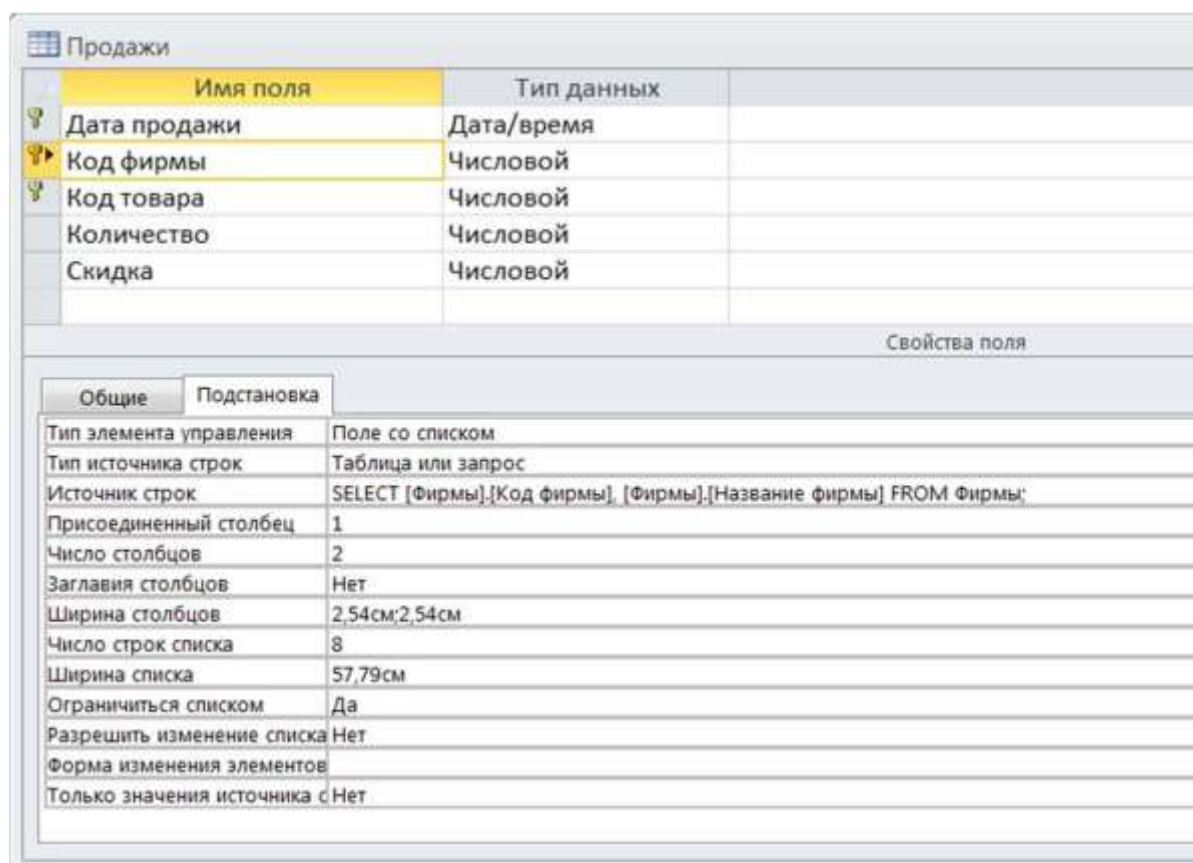 Продажи
Имя поля Тип данных
Дата продажи Дата/время
Код фирмы Числовой
Код товара Числовой
Количество Числовой
Скидка Числовой
Свойства поля
Общие Подстановка
Тип элемента управления Поле со списком
Тип источника строк Таблица или запрос
Источник строк SELECT [Фирмы].[Код фирмы], [Фирмы].[Название фирмы] FROM Фирмы;
Присоединенный столбец 1
Число столбцов 2
Заглавия столбцов Нет
Ширина столбцов 2,54см;2,54см
Число строк списка 8
Ширина списка 57,79см
Ограничиться списком Да
Разрешить изменение списка Нет
Форма изменения элементов
Только значения источника с Нет